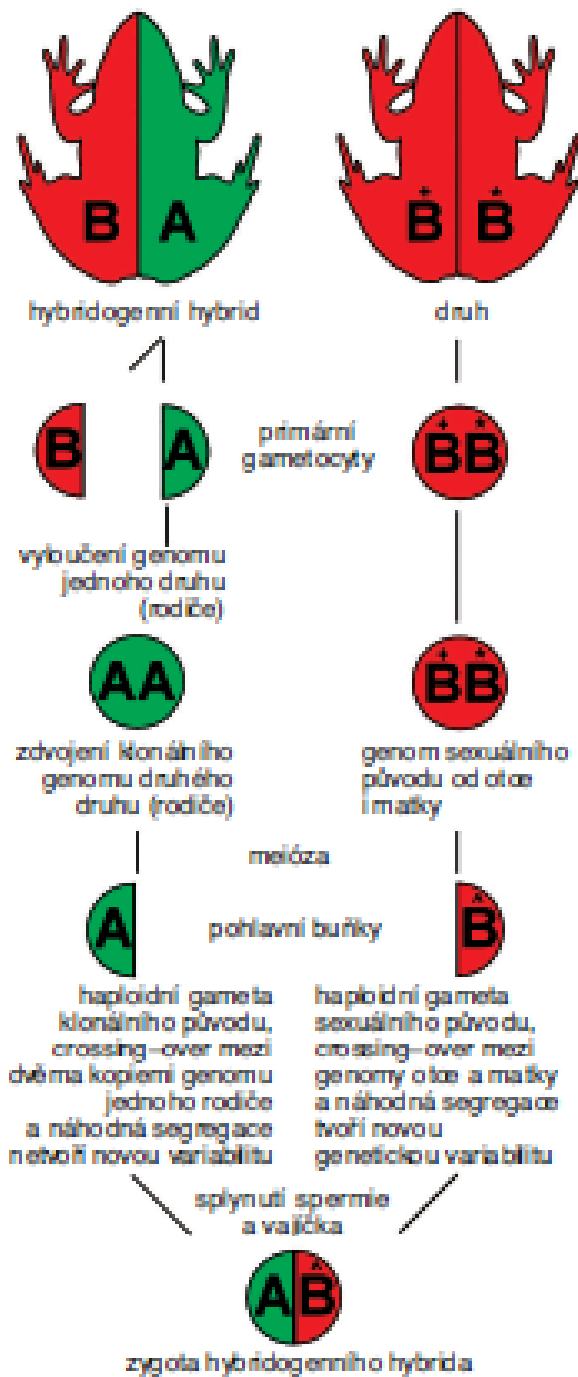 B A
B B
hybridogenní hybrid
druh
B A
primární
gametocyty
BB
vyloučení genomu
jednoho druhu
(rodiče)
AA
BB
zdvojení klonálního
genomu druhého
druhu (rodiče)
genom sexuálního
původu od otce
i matky
meióza
A
pohlavní buňky
B
haploidní gameta
klonálního původu,
crossing–over mezi
dvěma kopiemi genomu
jednoho rodiče
a náhodná segregace
netvoří novou variabilitu
haploidní gameta
sexuálního původu,
crossing–over mezi
genomy otce a matky
a náhodná segregace
tvoří novou
genetickou variabilitu
splynutí spermie
a vajíčka
AB
zygota hybridogenního hybrida